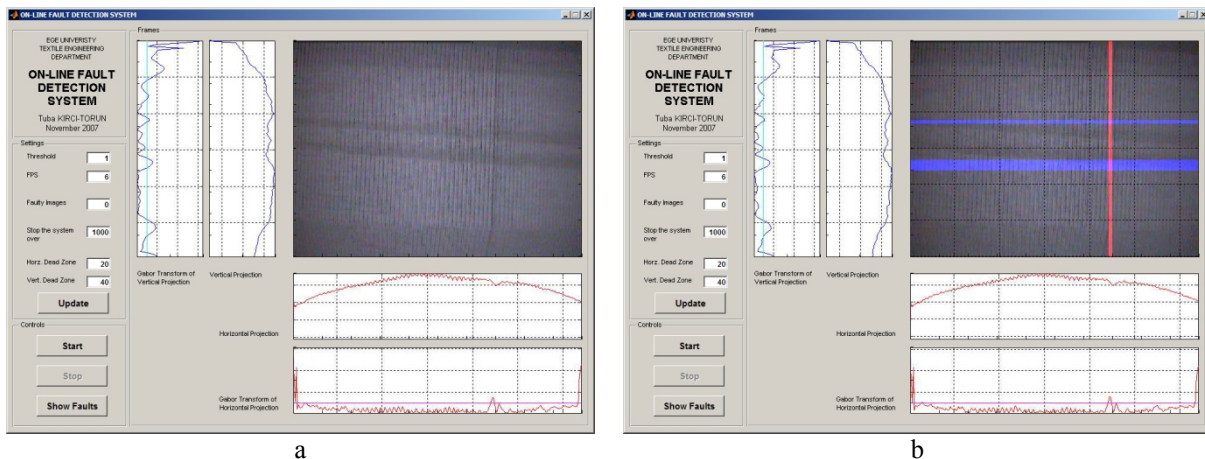 ON-LINE FAULT DETECTION SYSTEM
EGE UNIVERISTY
TEXTILE ENGINEERING
DEPARTMENT
ON-LINE FAULT
DETECTION
SYSTEM
Tuba KIRCI-TORUN
November 2007
Settings
Threshold 1
FPS 6
Faulty Images 0
Stop the system
over 1000
Horz. Dead Zone 20
Vert. Dead Zone 40
Update
Controls
Start
Stop
Show Faults
Frames
Gabor Transform of
Vertical Projection
Vertical Projection
Horizontal Projection
Gabor Transform of
Horizontal Projection
a
ON-LINE FAULT DETECTION SYSTEM
EGE UNIVERISTY
TEXTILE ENGINEERING
DEPARTMENT
ON-LINE FAULT
DETECTION
SYSTEM
Tuba KIRCI-TORUN
November 2007
Settings
Threshold 1
FPS 6
Faulty Images 0
Stop the system
over 1000
Horz. Dead Zone 20
Vert. Dead Zone 40
Update
Controls
Start
Stop
Show Faults
Frames
Gabor Transform of
Vertical Projection
Vertical Projection
Horizontal Projection
Gabor Transform of
Horizontal Projection
b